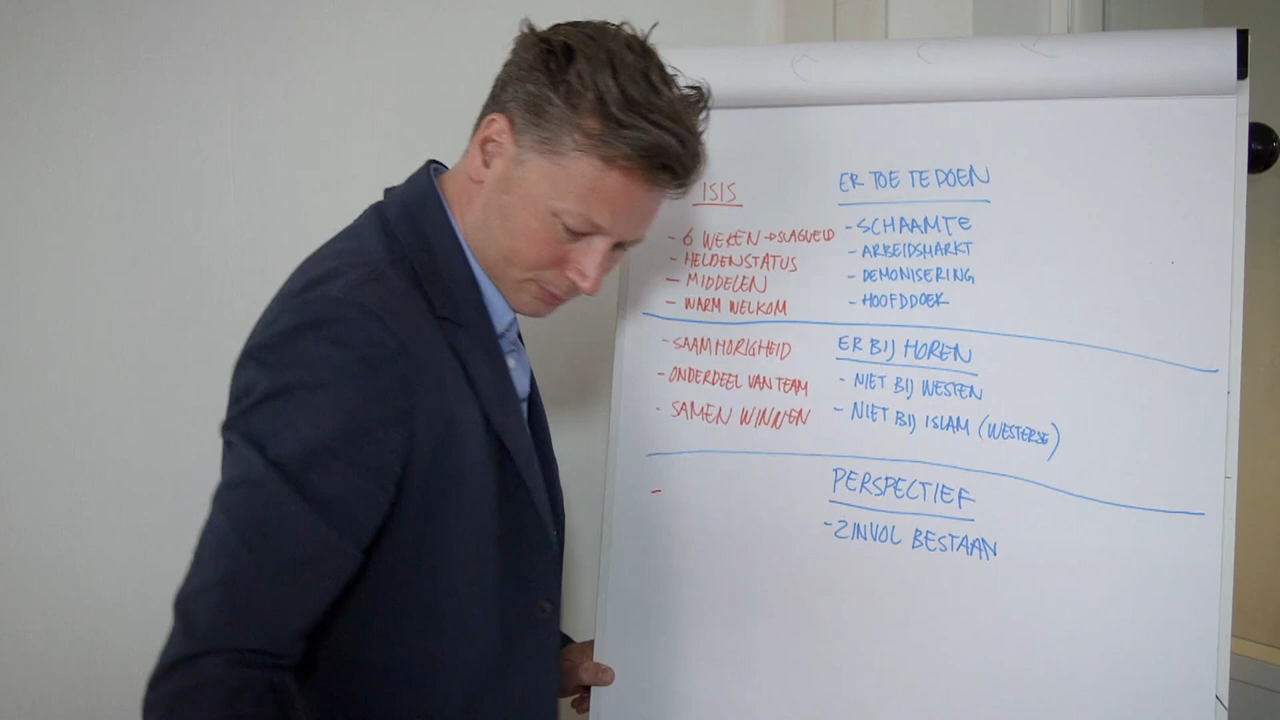 ISIS
- 6 WEKEN → SLAGVELD
- HELDENSTATUS
- MIDDELEN
- WARM WELKOM
ER TOE TE DOEN
- SCHAAMTE
- ARBEIDSMARKT
- DEMONISERING
- HOOFDDOEK
- SAAMHORIGHEID
- ONDERDEEL VAN TEAM
- SAMEN WINNEN
ER BIJ HOREN
- NIET BIJ WESTEN
- NIET BIJ ISLAM (WESTERSE)
-
PERSPECTIEF
- ZINVOL BESTAAN